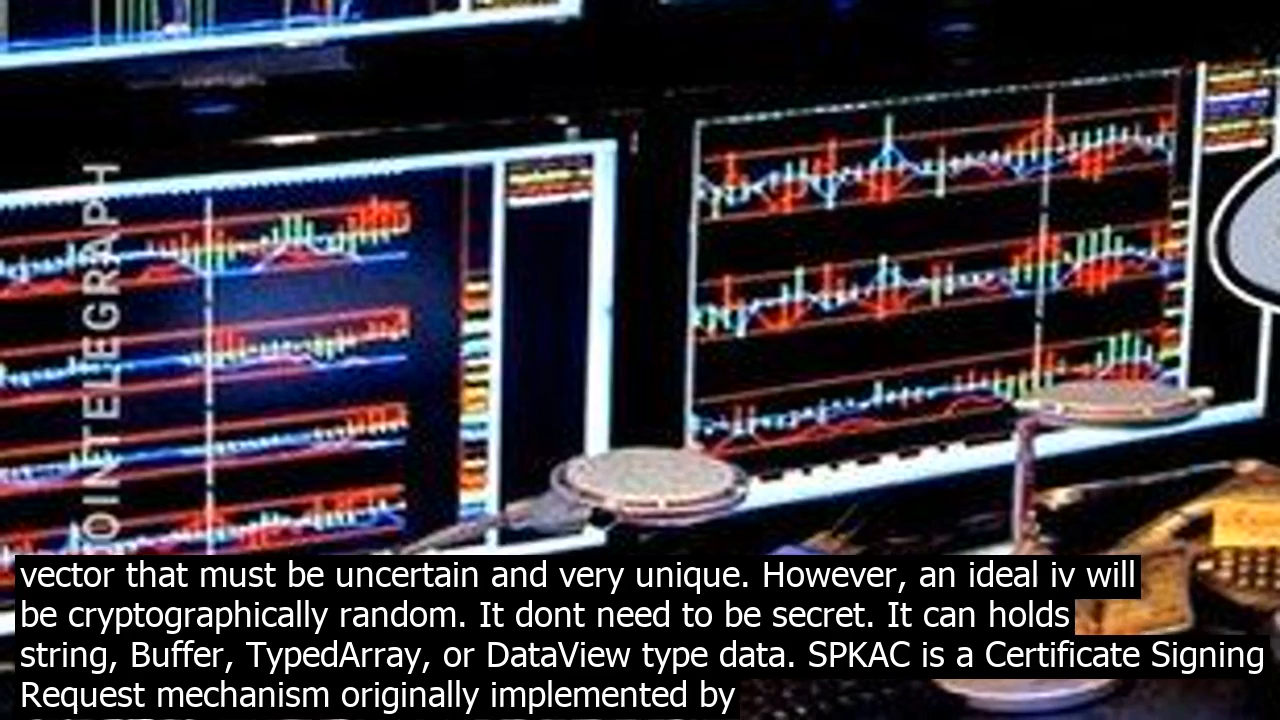 OINTELEGRAPH
vector that must be uncertain and very unique. However, an ideal iv will
be cryptographically random. It dont need to be secret. It can holds
string, Buffer, TypedArray, or DataView type data. SPKAC is a Certificate Signing
Request mechanism originally implemented by